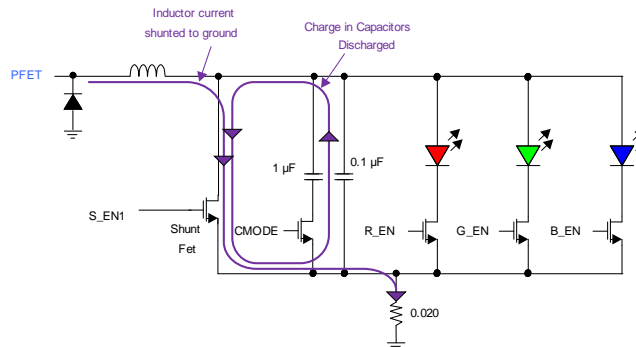 Inductor current
shunted to ground
Charge in Capacitors
Discharged
PFET
1 µF
0.1 µF
S_EN1
Shunt
Fet
CMODE
R_EN
G_EN
B_EN
0.020